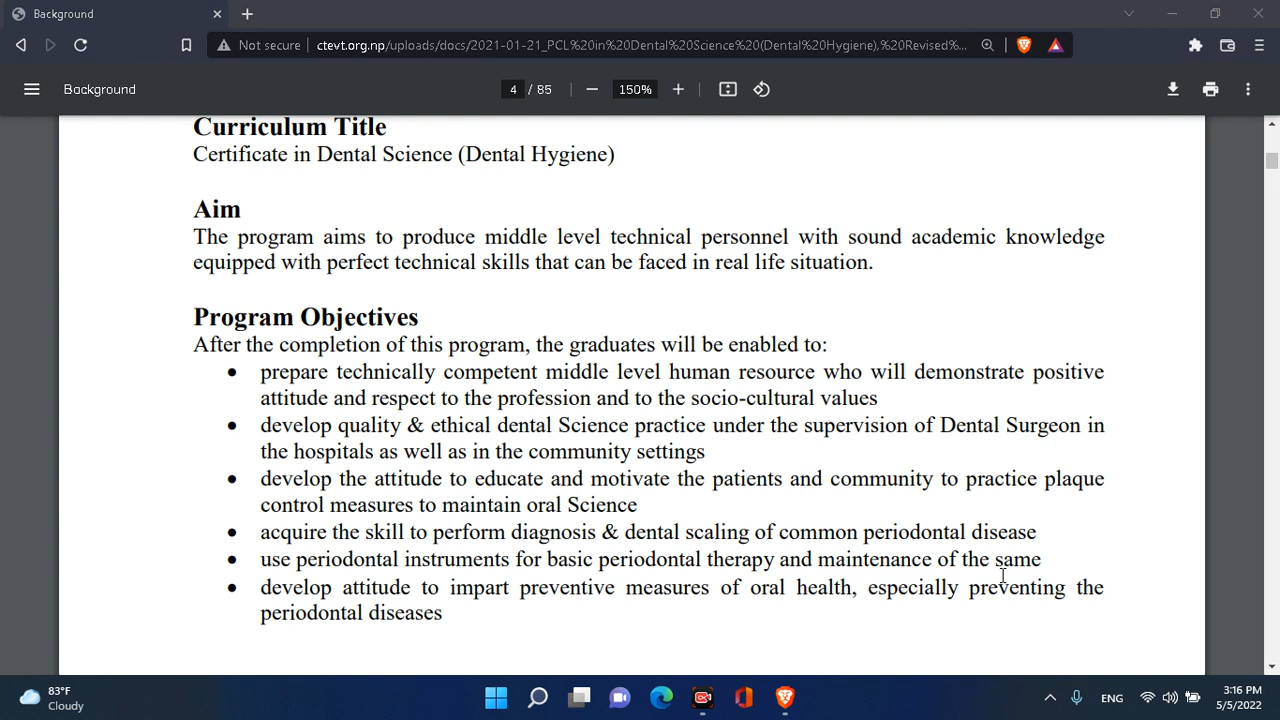 Background
Not secure
ctevt.org.np/uploads/docs/2021-01-21_PCL%20in%20Dental%20Science%20(Dental%20Hygiene),%20Revised%...
Background
4 / 85
150%
Curriculum Title
Certificate in Dental Science (Dental Hygiene)
Aim
The program aims to produce middle level technical personnel with sound academic knowledge
equipped with perfect technical skills that can be faced in real life situation.
Program Objectives
After the completion of this program, the graduates will be enabled to:
• prepare technically competent middle level human resource who will demonstrate positive
attitude and respect to the profession and to the socio-cultural values
• develop quality & ethical dental Science practice under the supervision of Dental Surgeon in
the hospitals as well as in the community settings
• develop the attitude to educate and motivate the patients and community to practice plaque
control measures to maintain oral Science
• acquire the skill to perform diagnosis & dental scaling of common periodontal disease
• use periodontal instruments for basic periodontal therapy and maintenance of the same
• develop attitude to impart preventive measures of oral health, especially preventing the
periodontal diseases
83°F
Cloudy
ENG
3:16 PM
5/5/2022